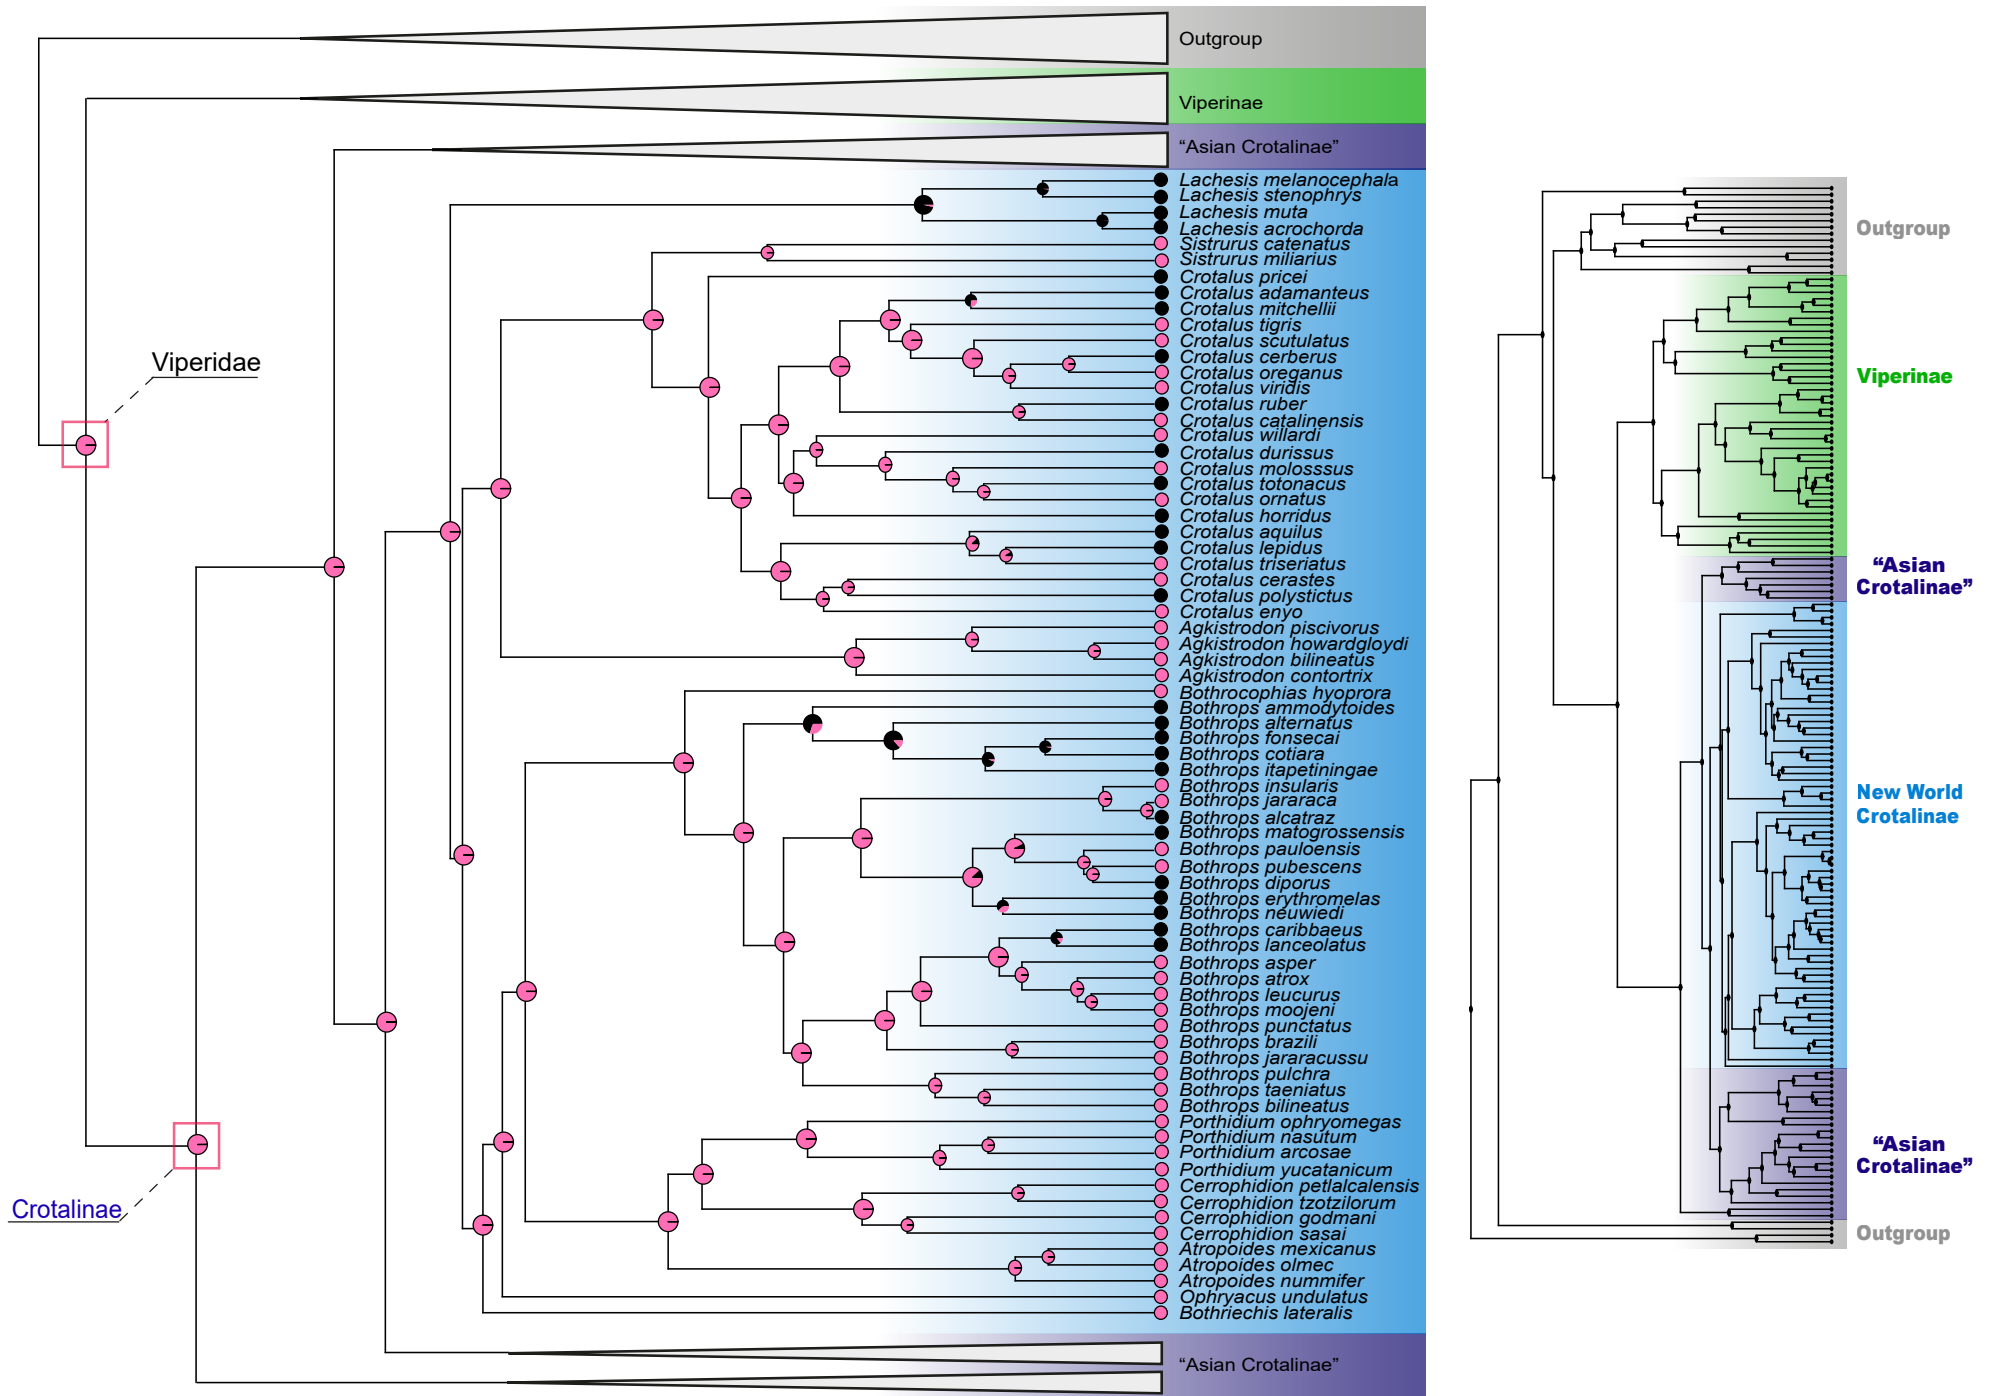 Outgroup
Viperinae
“Asian Crotalinae”
Lachesis melanocephala
Lachesis stenophrys
Lachesis muta
Lachesis acrochorda
Sistrurus catenatus
Sistrurus miliarius
Crotalus pricei
Crotalus adamanteus
Crotalus mitchellii
Crotalus tigris
Crotalus scutulatus
Crotalus cerberus
Crotalus oreganus
Crotalus viridis
Crotalus ruber
Crotalus catalinensis
Crotalus willardi
Crotalus durissus
Crotalus molosssus
Crotalus totonacus
Crotalus ornatus
Crotalus horridus
Crotalus aquilus
Crotalus lepidus
Crotalus triseriatus
Crotalus cerastes
Crotalus polystictus
Crotalus enyo
Agkistrodon piscivorus
Agkistrodon howardgloydi
Agkistrodon bilineatus
Agkistrodon contortrix
Bothrocophias hyoprora
Bothrops ammodytoides
Bothrops alternatus
Bothrops fonsecai
Bothrops cotiara
Bothrops itapetiningae
Bothrops insularis
Bothrops jararaca
Bothrops alcatraz
Bothrops matogrossensis
Bothrops pauloensis
Bothrops pubescens
Bothrops diporus
Bothrops erythromelas
Bothrops neuwiedi
Bothrops caribbaeus
Bothrops lanceolatus
Bothrops asper
Bothrops atrox
Bothrops leucurus
Bothrops moojeni
Bothrops punctatus
Bothrops brazili
Bothrops jararacussu
Bothrops pulchra
Bothrops taeniatus
Bothrops bilineatus
Porthidium ophryomegas
Porthidium nasutum
Porthidium arcosae
Porthidium yucatanicum
Cerrophidion petlalcalensis
Cerrophidion tzotzilorum
Cerrophidion godmani
Cerrophidion sasai
Atropoides mexicanus
Atropoides olmec
Atropoides nummifer
Ophryacus undulatus
Bothriechis lateralis
“Asian Crotalinae”
Viperidae
Crotalinae
Outgroup
Viperinae
“Asian
Crotalinae”
New World
Crotalinae
“Asian
Crotalinae”
Outgroup